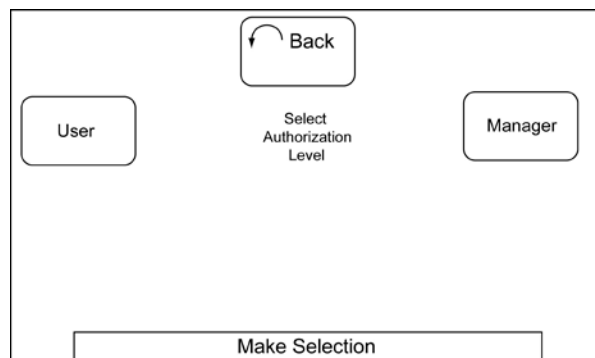 Back
User
Select
Authorization
Level
Manager
Make Selection